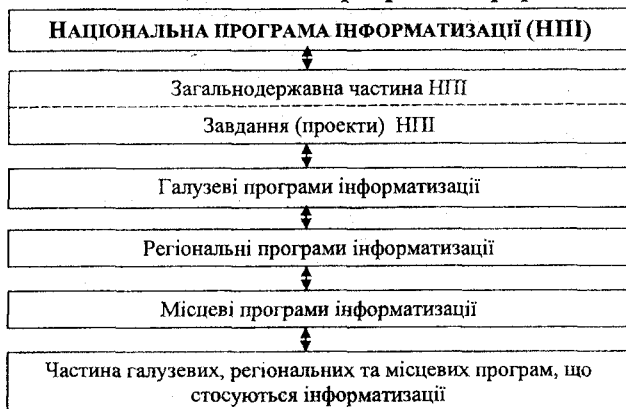 НАЦІОНАЛЬНА ПРОГРАМА ІНФОРМАТИЗАЦІЇ (НПІ)
Загальнодержавна частина НПІ
Завдання (проекти) НПІ
Галузеві програми інформатизації
Регіональні програми інформатизації
Місцеві програми інформатизації
Частина галузевих, регіональних та місцевих програм, що
стосуються інформатизації